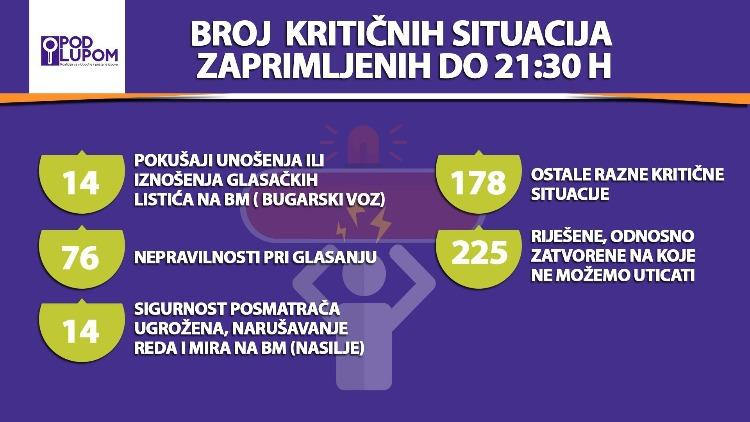 POD
LUPOM
BROJ KRITIČNIH SITUACIJA
ZAPRIMLJENIH DO 21:30 H
14
POKUŠAJI UNOŠENJA ILI
IZNOŠENJA GLASAČKIH
LISTIĆA NA BM ( BUGARSKI VOZ)
76
NEPRAVILNOSTI PRI GLASANJU
14
SIGURNOST POSMATRAČA
UGROŽENA, NARUŠAVANJE
REDA I MIRA NA BM (NASILJE)
178
OSTALE RAZNE KRITIČNE
SITUACIJE
225
RIJEŠENE, ODNOSNO
ZATVORENE NA KOJE
NE MOŽEMO UTICATI